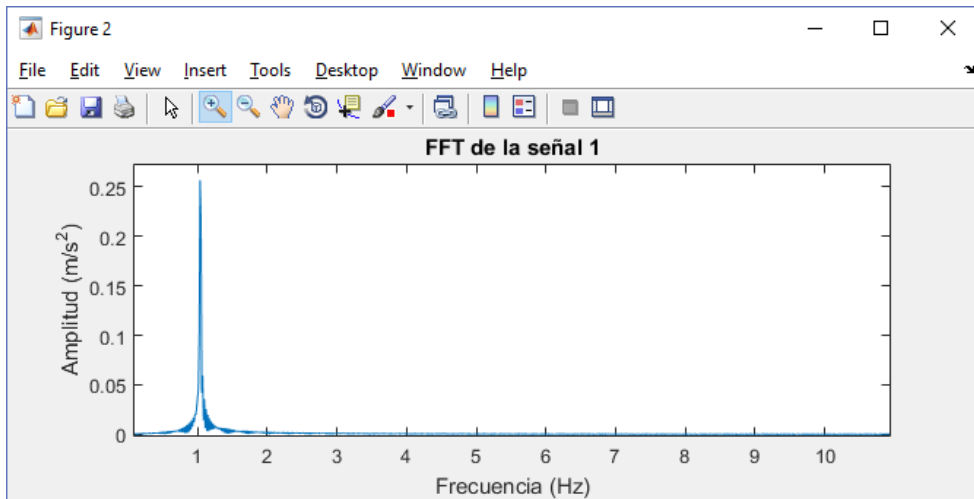 Figure 2
File Edit View Insert Tools Desktop Window Help
FFT de la señal 1
Amplitud (m/s²)
0.25
0.2
0.15
0.1
0.05
0
1 2 3 4 5 6 7 8 9 10
Frecuencia (Hz)